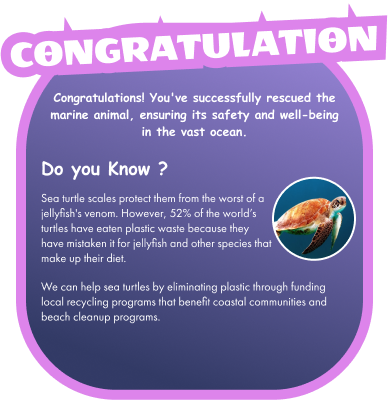 CONGRATULATION
Congratulations! You've successfully rescued the
marine animal, ensuring its safety and well-being
in the vast ocean.
Do you Know ?
Sea turtle scales protect them from the worst of a
jellyfish's venom. However, 52% of the world's
turtles have eaten plastic waste because they
have mistaken it for jellyfish and other species that
make up their diet.
We can help sea turtles by eliminating plastic through funding
local recycling programs that benefit coastal communities and
beach cleanup programs.